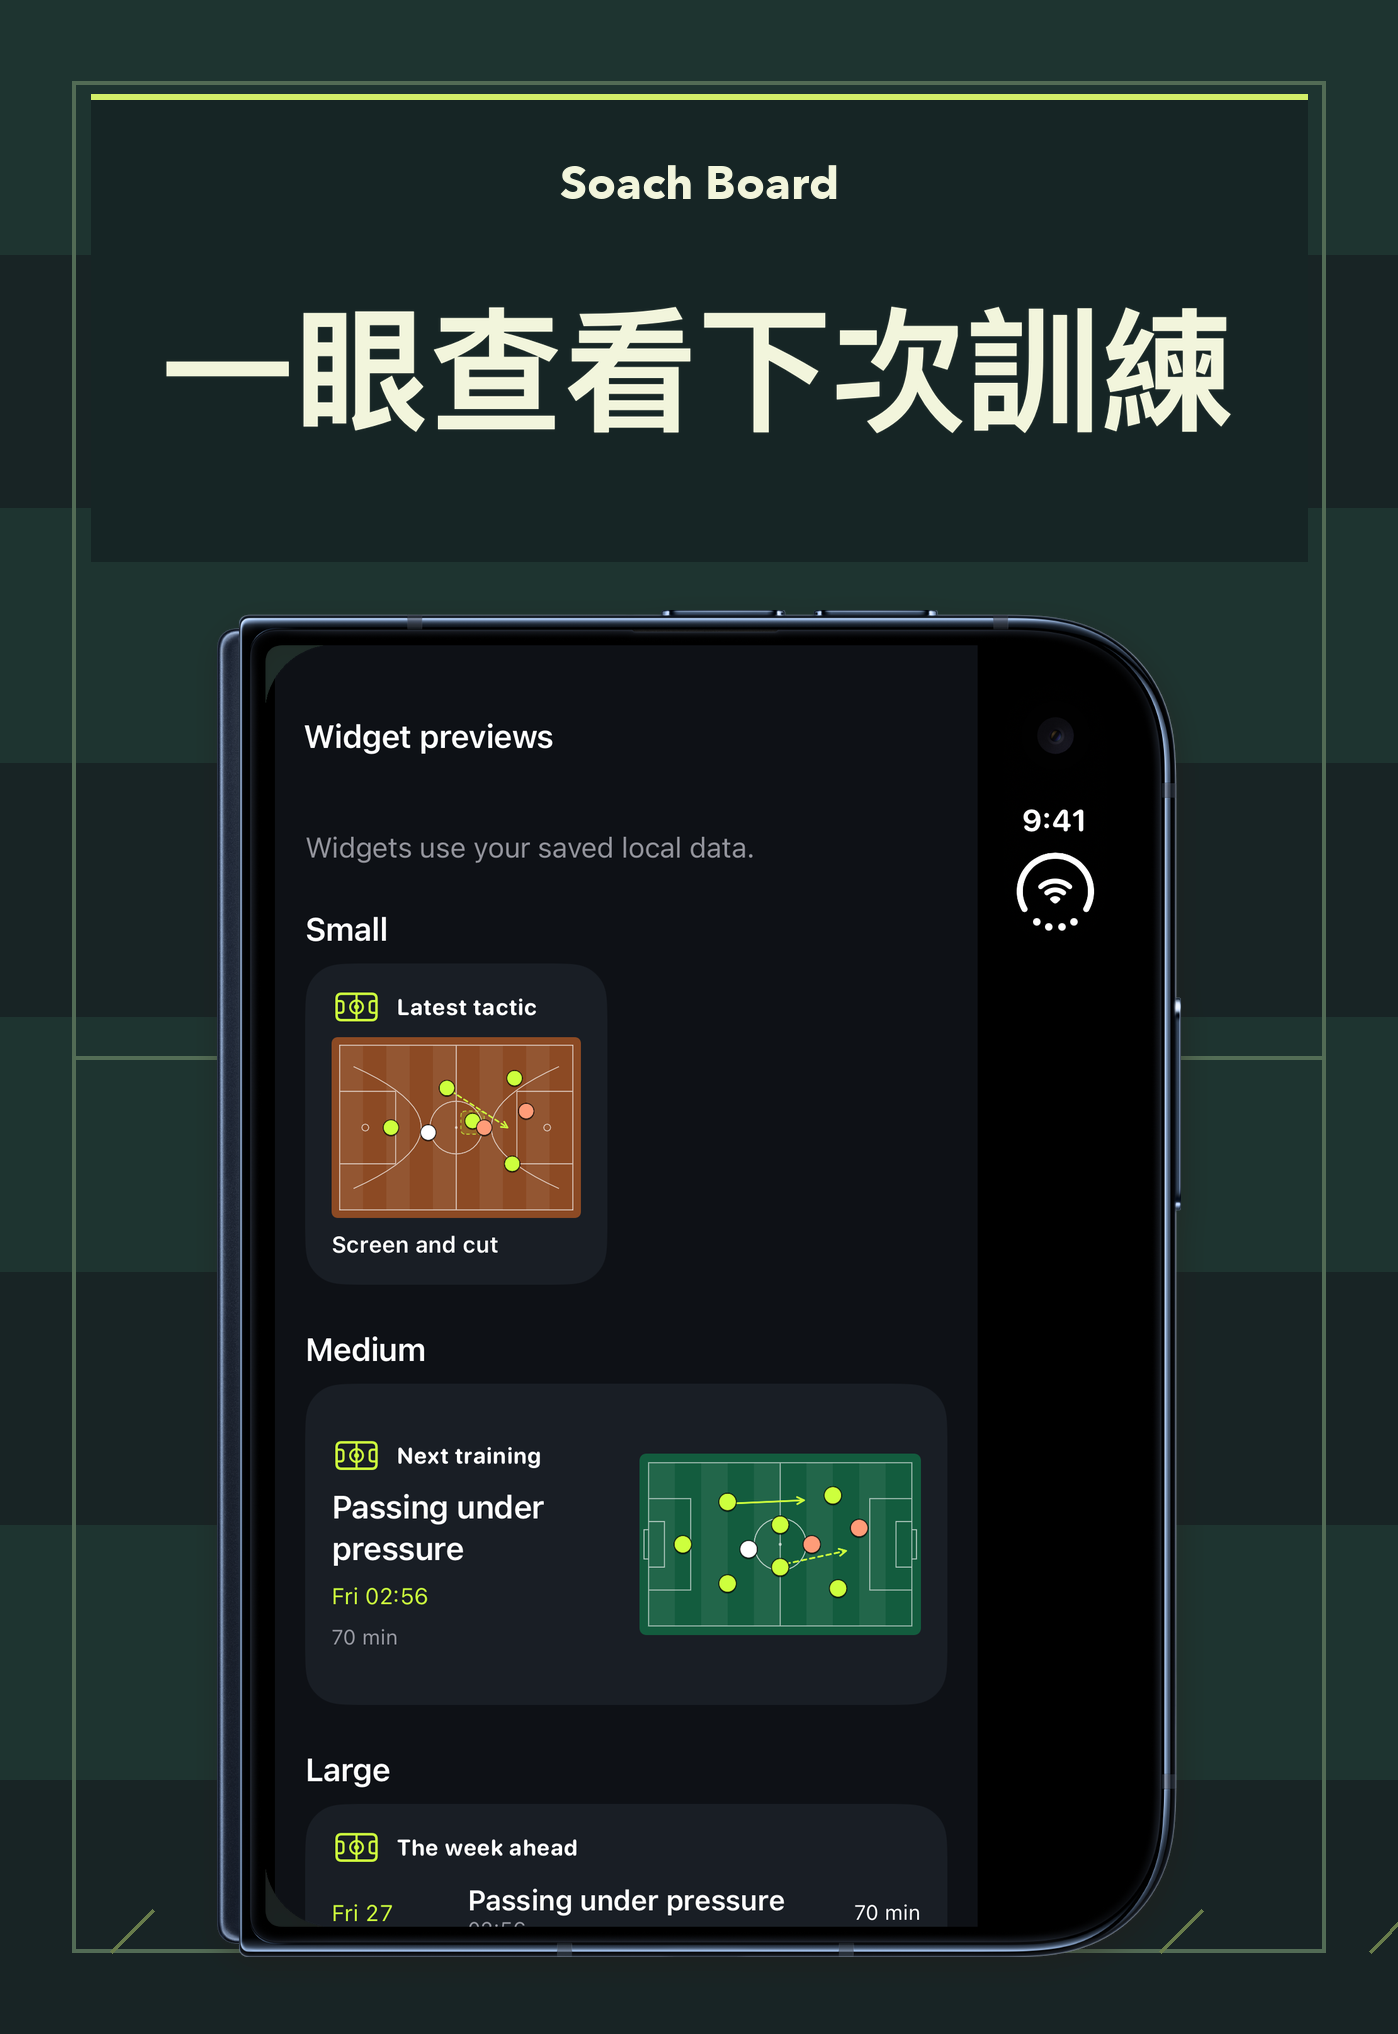 Soach Board
一眼查看下次訓練
Widget previews
9:41
Widgets use your saved local data.
Small
Latest tactic
Screen and cut
Medium
Next training
Passing under
pressure
Fri 02:56
70 min
Large
The week ahead
Fri 27
Passing under pressure
70 min